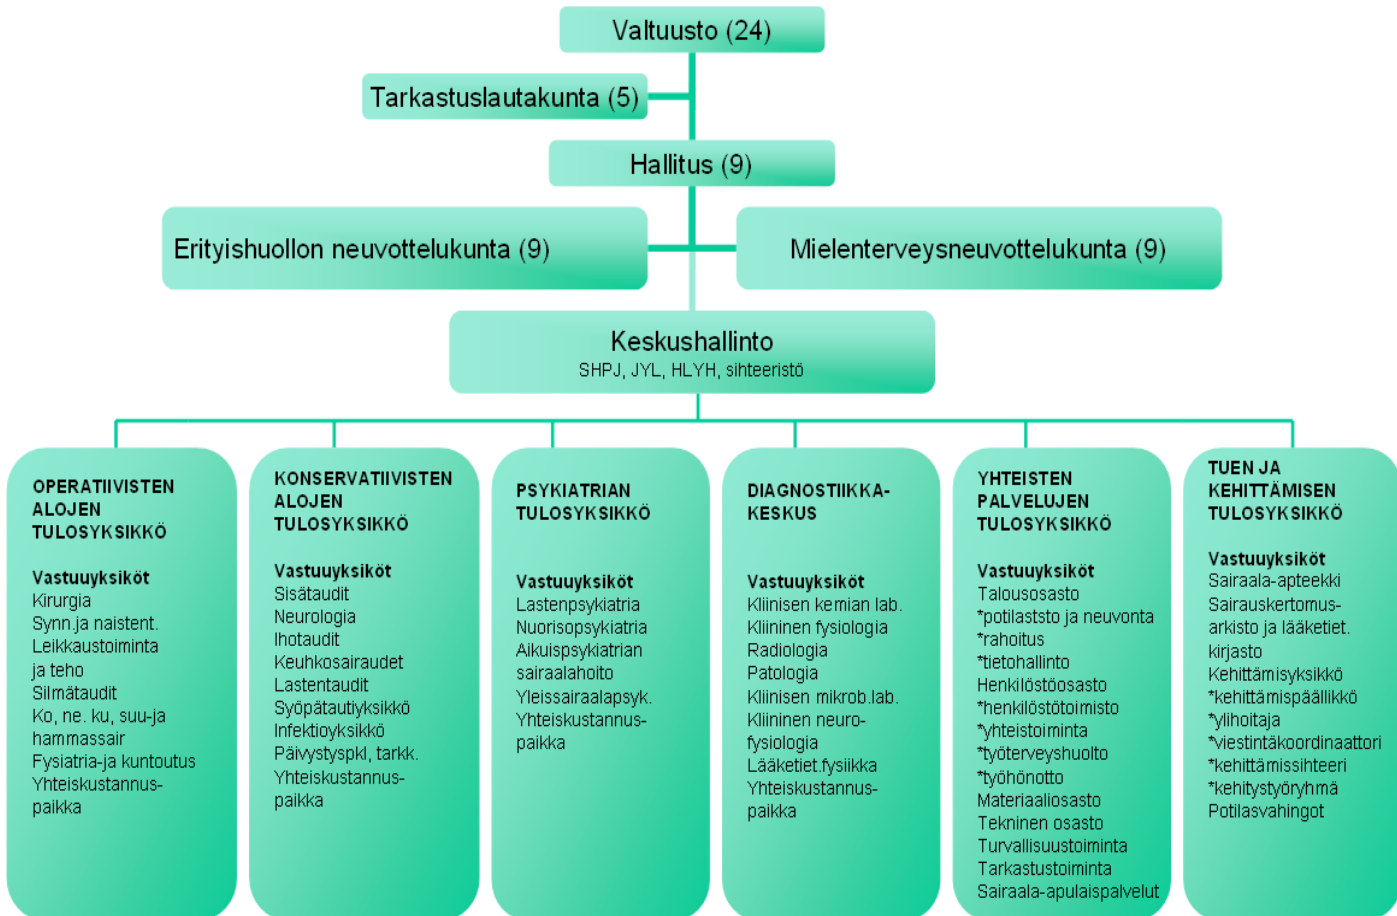 Valtuusto (24)
Tarkastuslautakunta (5)
Hallitus (9)
Erityishuollon neuvottelukunta (9)
Mielenterveysneuvottelukunta (9)
Keskushallinto
SHPJ, JYL, HLYH, sihteeristö
OPERATIIVISTEN
ALOJEN
TULOSYKSIKKÖ
Vastuuyksiköt
Kirurgia
Synn.ja naistent.
Leikkaustoiminta
ja teho
Silmätaudit
Ko, ne. ku, suu-ja
hammassair
Fysiatria-ja kuntoutus
Yhteiskustannus-
paikka
KONSERVATIIVISTEN
ALOJEN
TULOSYKSIKKÖ
Vastuuyksiköt
Sisätaudit
Neurologia
Ihotaudit
Keuhkosairaudet
Lastentaudit
Syöpätautiyksikkö
Infektioyksikkö
Päivystyspkl, tarkk.
Yhteiskustannus-
paikka
PSYKIATRIAN
TULOSYKSIKKÖ
Vastuuyksiköt
Lastenpsykiatria
Nuorisopsykiatria
Aikuispsykiatrian
sairaalahoito
Yleissairaalapsyk.
Yhteiskustannus-
paikka
DIAGNOSTIIKKA-
KESKUS
Vastuuyksiköt
Kliinisen kemian lab.
Kliininen fysiologia
Radiologia
Patologia
Kliinisen mikrob.lab.
Kliininen neuro-
fysiologia
Lääketiet.fysiikka
Yhteiskustannus-
paikka
YHTEISTEN
PALVELUJEN
TULOSYKSIKKÖ
Vastuuyksiköt
Talousosasto
*potilaststo ja neuvonta
*rahoitus
*tietohallinto
Henkilöstöosasto
*henkilöstötoimisto
*yhteistoiminta
*työterveyshuolto
*työhönotto
Materiaaliosasto
Tekninen osasto
Turvallisuustoiminta
Tarkastustoiminta
Sairaala-apulaispalvelut
TUEN JA
KEHITTÄMISEN
TULOSYKSIKKÖ
Vastuuyksiköt
Sairaala-apteekki
Sairauskertomus-
arkisto ja lääketiet.
kirjasto
Kehittämisyksikkö
*kehittämispäällikkö
*ylihoitaja
*viestintäkoordinaattori
*kehittämissihteeri
*kehitystyöryhmä
Potilasvahingot